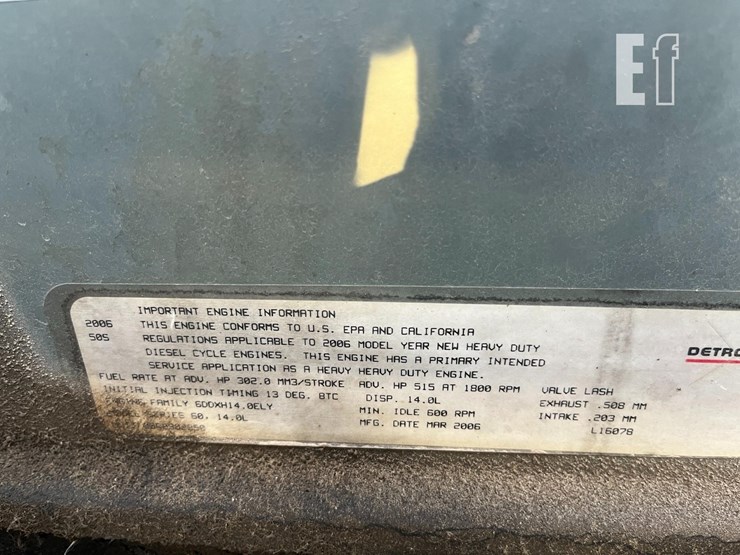 Ef
IMPORTANT ENGINE INFORMATION
2006 THIS ENGINE CONFORMS TO U.S. EPA AND CALIFORNIA
505 REGULATIONS APPLICABLE TO 2006 MODEL YEAR NEW HEAVY DUTY
DIESEL CYCLE ENGINES. THIS ENGINE HAS A PRIMARY INTENDED
SERVICE APPLICATION AS A HEAVY HEAVY DUTY ENGINE.
FUEL RATE AT ADV. HP 302.0 MM3/STROKE ADV. HP 515 AT 1800 RPM VALVE LASH
INITIAL INJECTION TIMING 13 DEG. BTC DISP. 14.0L EXHAUST .508 MM
FAMILY 6DDXH14.0ELY MIN. IDLE 600 RPM INTAKE .203 MM
SERIES 60, 14.0L MFG. DATE MAR 2006 L16078
DETRO